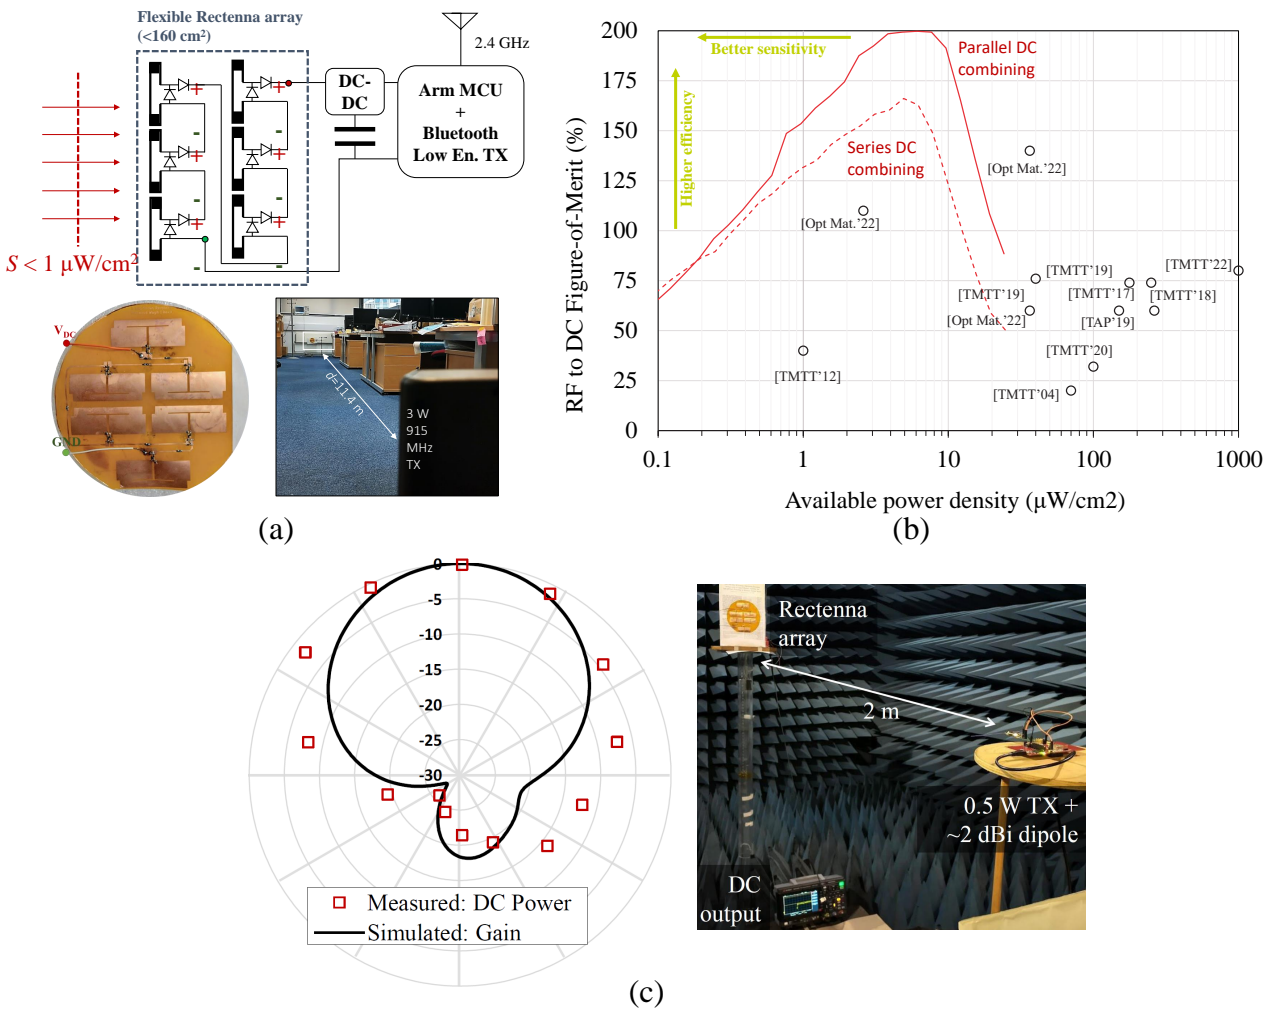 Flexible Rectenna array
(<160 cm²)
2.4 GHz
DC-
DC
Arm MCU
+
Bluetooth
Low En. TX
+
+
-
-
+
+
-
-
+
+
-
-
S < 1 μW/cm²
V_DC
GND
d=11.4 m
3 W
915
MHz
TX
(a)
RF to DC Figure-of-Merit (%)
200
175
150
125
100
75
50
25
0
Better sensitivity
Higher efficiency
Parallel DC
combining
Series DC
combining
[Opt Mat.'22]
[Opt Mat.'22]
[TMTT'22]
[TMTT'19]
[TMTT'19]
[TMTT'17]
[TMTT'18]
[Opt Mat.'22]
[TAP'19]
[TMTT'20]
[TMTT'12]
[TMTT'04]
0.1
1
10
100
1000
Available power density (μW/cm2)
(b)
0
-5
-10
-15
-20
-25
-30
Measured: DC Power
Simulated: Gain
Rectenna
array
2 m
0.5 W TX +
~2 dBi dipole
DC
output
(c)